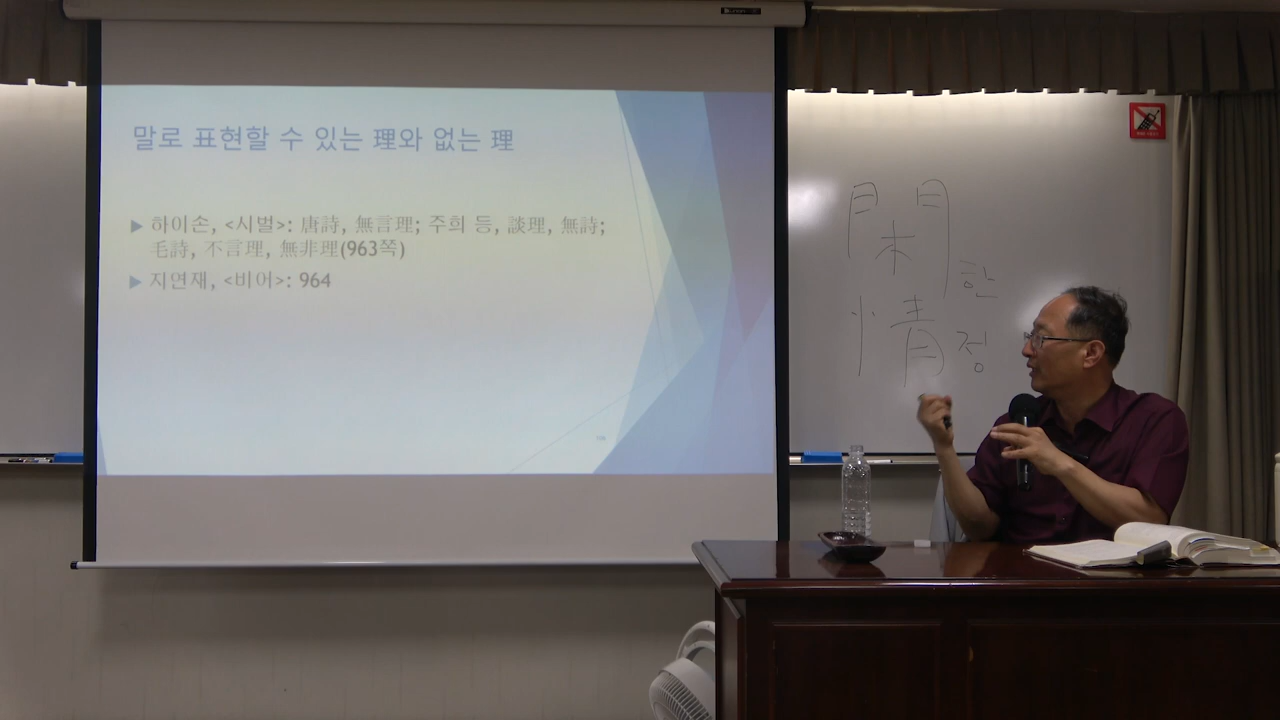 말로 표현할 수 있는 理와 없는 理
하이손, <시벌>: 唐詩, 無言理; 주희 등, 談理, 無詩;
毛詩, 不言理, 無非理(963쪽)
지연재, <비어>: 964
閑 한
情 정